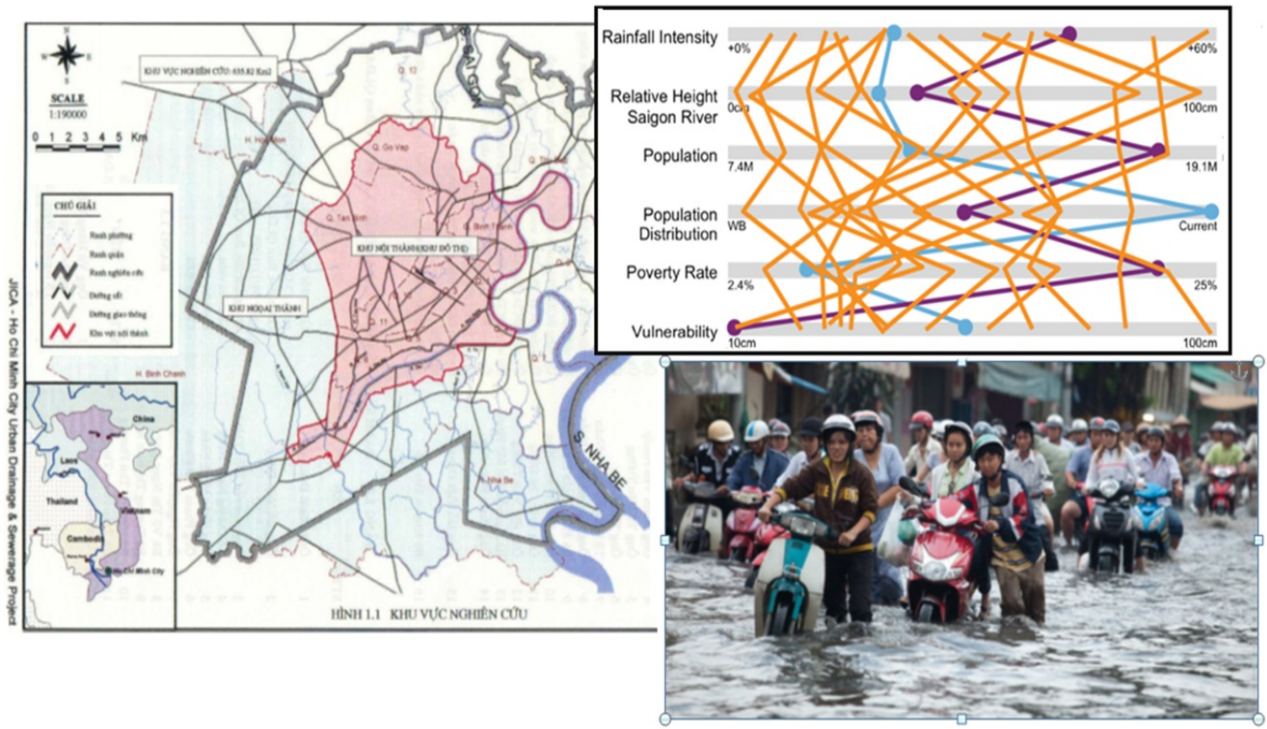 N
W
E
S
SCALE
1:190000
0 1 2 3 4 5 Km
KHU VỰC NGHIÊN CỨU: 655.82 Km2
S. SAI GON
Q. 12
H. Hóc Môn
Q. Go Vap
Q. Tan Binh
Q. Binh Thanh
KHU NỘI THÀNH (KHU ĐÔ THỊ)
KHU NGOẠI THÀNH
Q. 11
H. Binh Chanh
Nha Be
S. NHA BE
CHÚ GIẢI
Ranh phường
Ranh quận
Ranh nghiên cứu
Đường sắt
Đường giao thông
Khu vực nội thành
China
Laos
Thailand
Vietnam
Cambodia
Ho Chi Minh City
HÌNH 1.1 KHU VỰC NGHIÊN CỨU
JICA - Ho Chi Minh City Urban Drainage & Sewerage Project
Rainfall Intensity
+0%
+60%
Relative Height
Saigon River
0cm
100cm
Population
7.4M
19.1M
Population
Distribution
WB
Current
Poverty Rate
2.4%
25%
Vulnerability
10cm
100cm